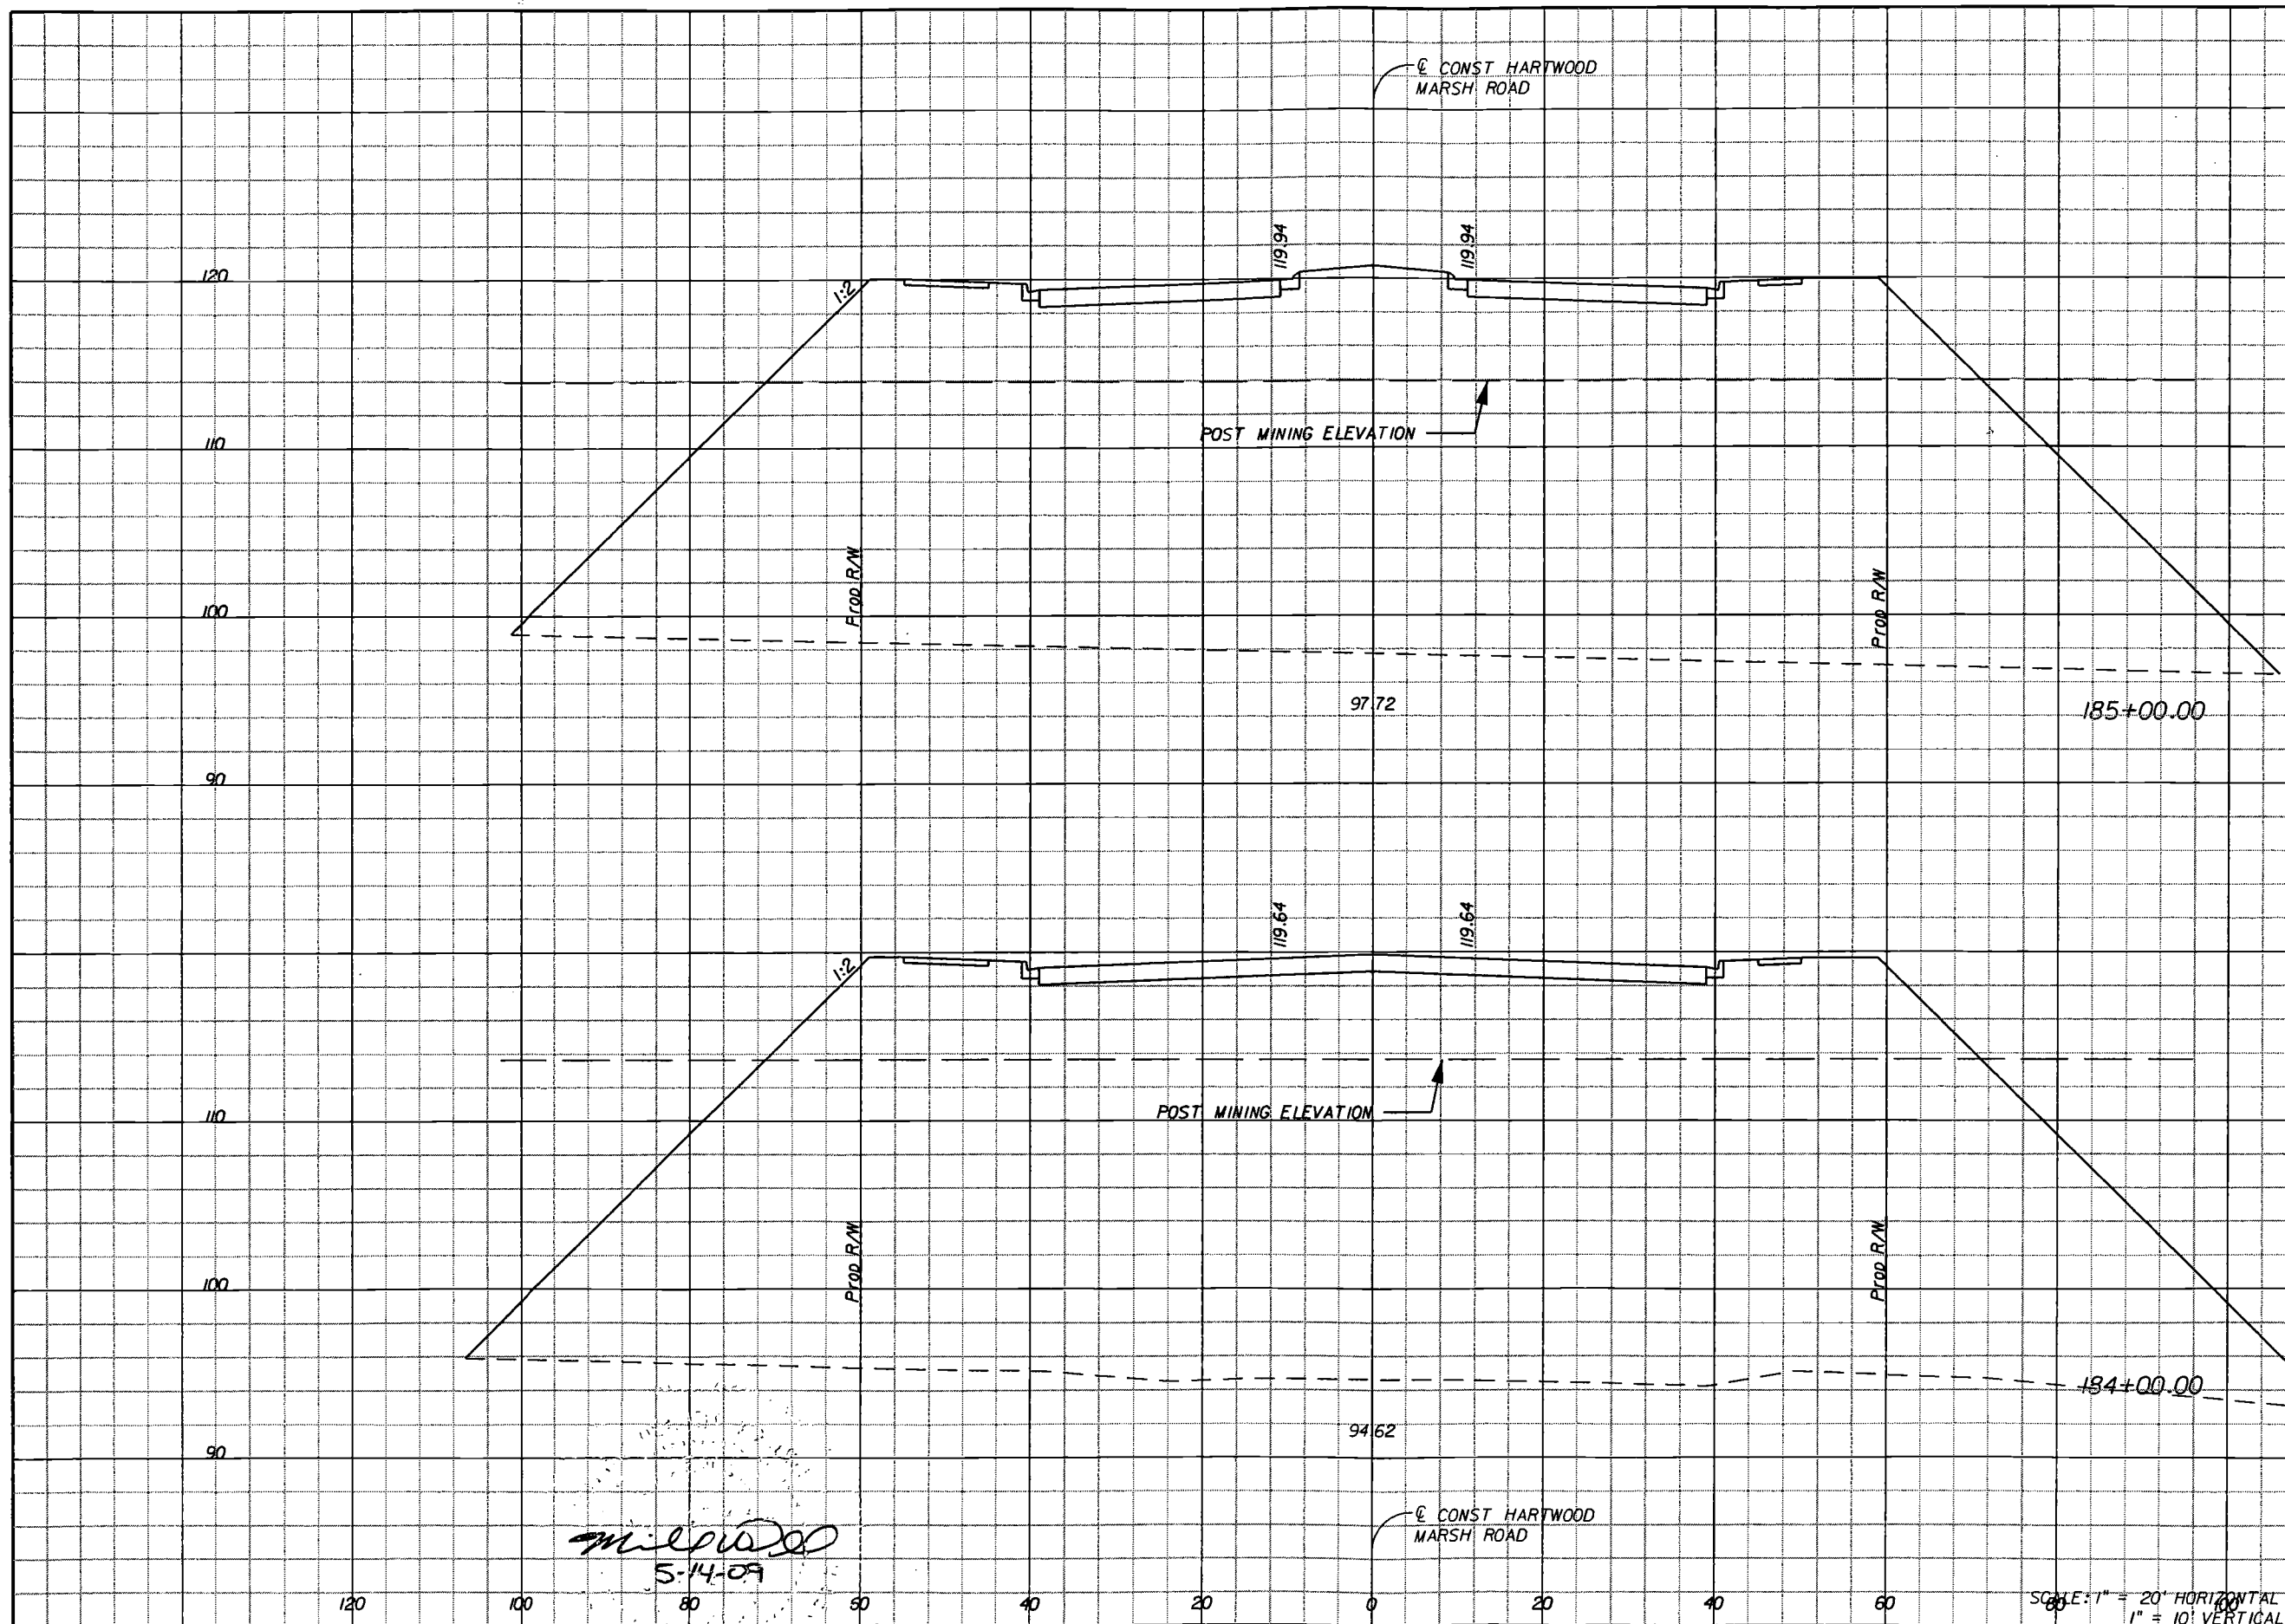 ℄ CONST HARTWOOD
MARSH ROAD
119.94
119.94
120
1:2
POST MINING ELEVATION
110
Prop R/W
Prop R/W
100
97.72
185+00.00
90
119.64
119.64
1:2
POST MINING ELEVATION
110
Prop R/W
Prop R/W
100
184+00.00
94.62
90
℄ CONST HARTWOOD
MARSH ROAD
5-14-09
SCALE: 1" = 20' HORIZONTAL
1" = 10' VERTICAL
120 100 80 60 40 20 0 20 40 60 80 100